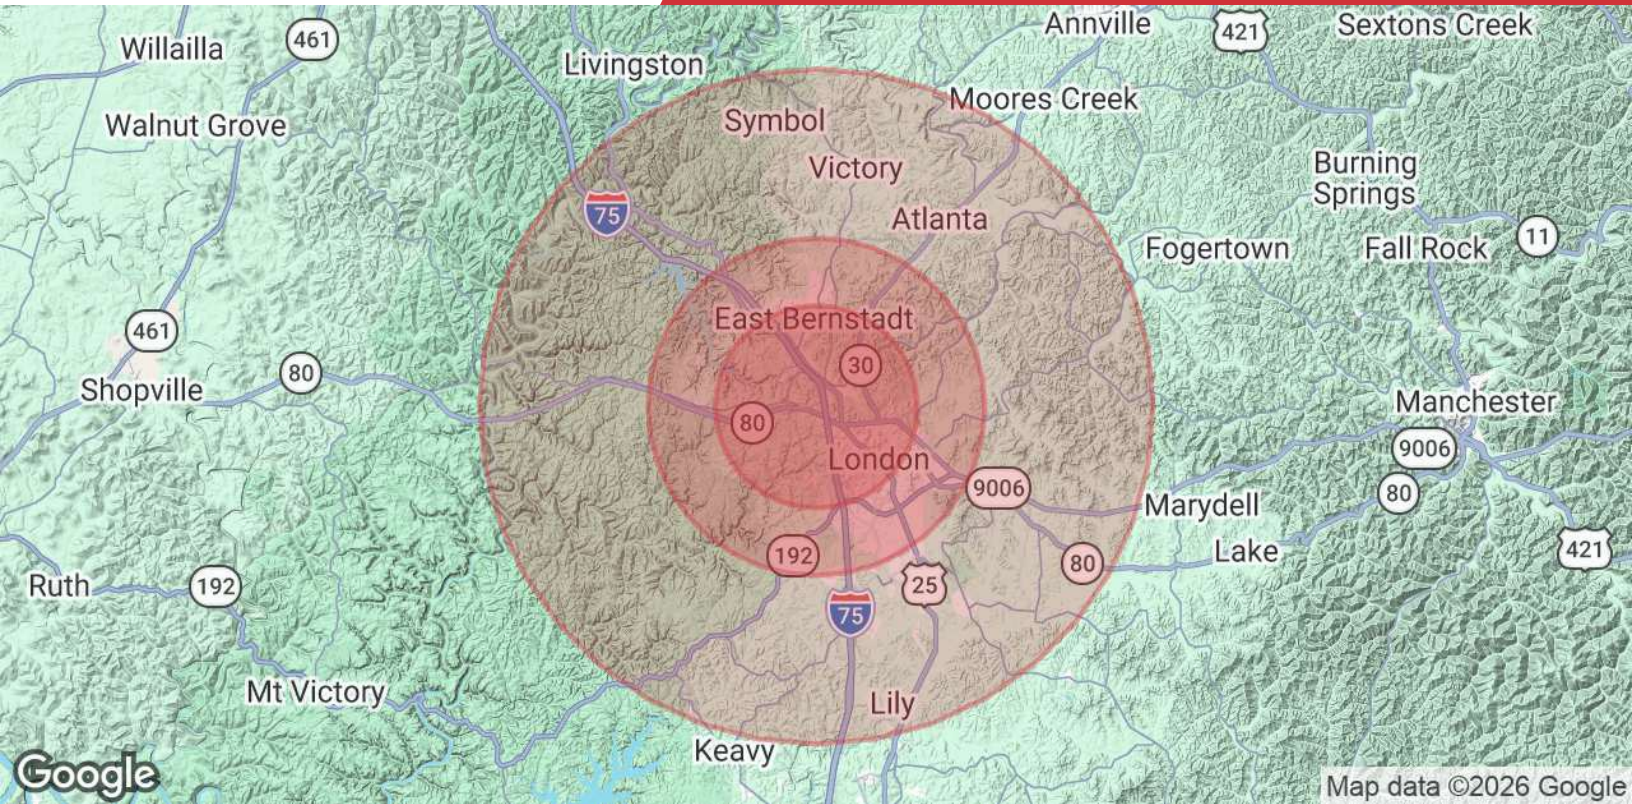 Annville
421
Sextons Creek
461
Willailla
Livingston
Moores Creek
Walnut Grove
Symbol
Victory
Burning
Springs
75
Atlanta
11
Fogertown
Fall Rock
East Bernstadt
461
30
80
Shopville
Manchester
80
9006
London
9006
80
Marydell
421
192
Lake
80
Ruth
192
25
75
Mt Victory
Lily
Keavy
Google
Map data ©2026 Google